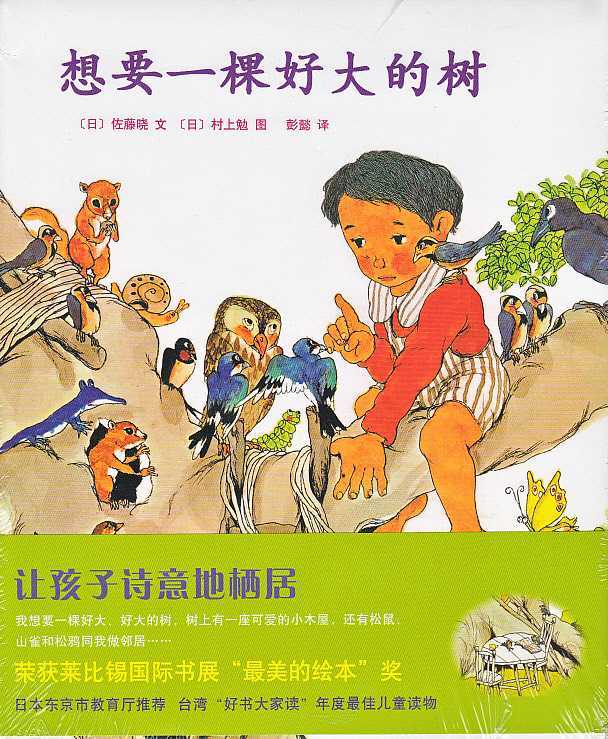 想要一棵好大的树
〔日〕佐藤晓 文 〔日〕村上勉 图 彭懿 译
让孩子诗意地栖居
我想要一棵好大、好大的树，树上有一座可爱的小木屋，还有松鼠，
山雀和松鸦同我做邻居……
荣获莱比锡国际书展“最美的绘本”奖
日本东京市教育厅推荐 台湾“好书大家读”年度最佳儿童读物